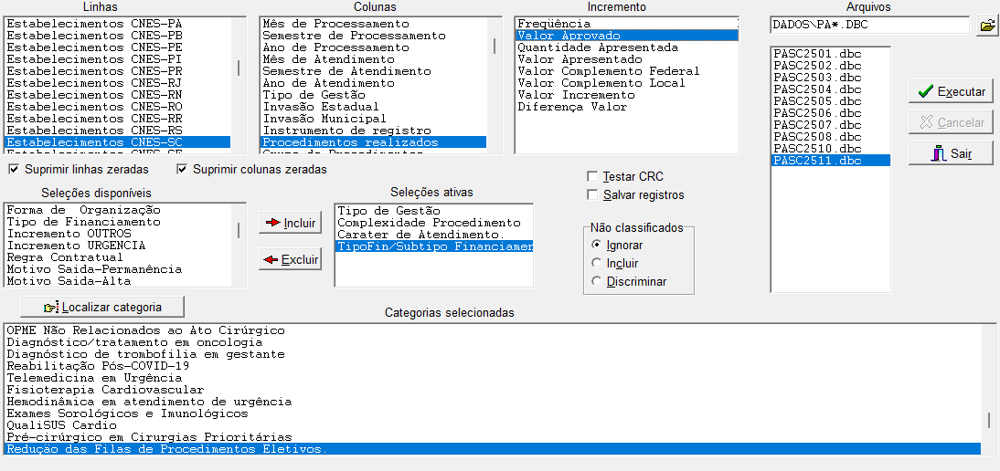 Linhas
Estabelecimentos CNES-PA
Estabelecimentos CNES-PB
Estabelecimentos CNES-PE
Estabelecimentos CNES-PI
Estabelecimentos CNES-PR
Estabelecimentos CNES-RJ
Estabelecimentos CNES-RN
Estabelecimentos CNES-RO
Estabelecimentos CNES-RR
Estabelecimentos CNES-RS
Estabelecimentos CNES-SC
Estabelecimentos CNES-SE
Colunas
Mês de Processamento
Semestre de Processamento
Ano de Processamento
Mês de Atendimento
Semestre de Atendimento
Ano de Atendimento
Tipo de Gestão
Invasão Estadual
Invasão Municipal
Instrumento de registro
Procedimentos realizados
Grupo de Procedimentos
Incremento
Freqüência
Valor Aprovado
Quantidade Apresentada
Valor Apresentado
Valor Complemento Federal
Valor Complemento Local
Valor Incremento
Diferença Valor
Arquivos
DADOS\PA*.DBC
PASC2501.dbc
PASC2502.dbc
PASC2503.dbc
PASC2504.dbc
PASC2505.dbc
PASC2506.dbc
PASC2507.dbc
PASC2508.dbc
PASC2510.dbc
PASC2511.dbc
Executar
Cancelar
Sair
Suprimir linhas zeradas
Suprimir colunas zeradas
Testar CRC
Salvar registros
Seleções disponíveis
Forma de  Organização
Tipo de Financiamento
Incremento OUTROS
Incremento URGENCIA
Regra Contratual
Motivo Saida-Permanência
Motivo Saida-Alta
Incluir
Excluir
Seleções ativas
Tipo de Gestão
Complexidade Procedimento
Carater de Atendimento.
TipoFin/Subtipo Financiamen
Não classificados
Ignorar
Incluir
Discriminar
Localizar categoria
Categorias selecionadas
OPME Não Relacionados ao Ato Cirúrgico
Diagnóstico/tratamento em oncologia
Diagnóstico de trombofilia em gestante
Reabilitação Pós-COVID-19
Telemedicina em Urgência
Fisioterapia Cardiovascular
Hemodinâmica em atendimento de urgência
Exames Sorológicos e Imunológicos
QualiSUS Cardio
Pré-cirúrgico em Cirurgias Prioritárias
Redução das Filas de Procedimentos Eletivos.